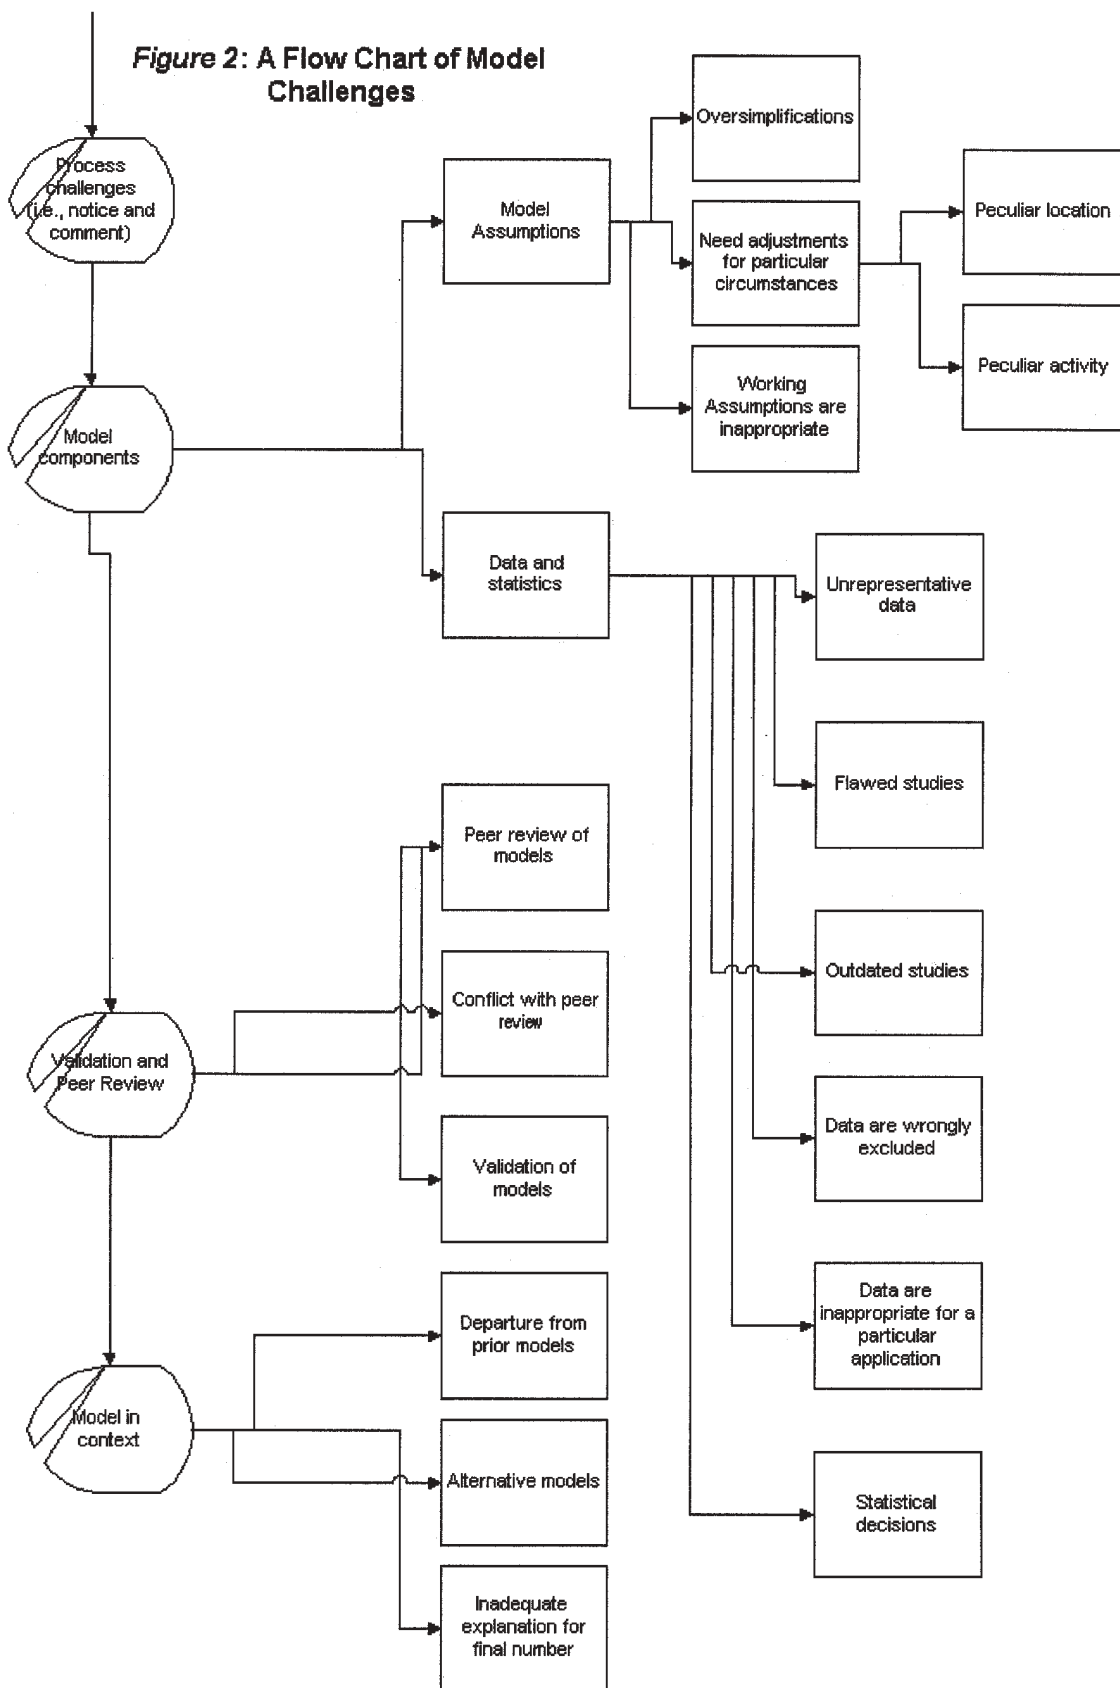 Figure 2: A Flow Chart of Model
Challenges
Process
challenges
(i.e., notice and
comment)
Model
components
Model
Assumptions
Oversimplifications
Need adjustments
for particular
circumstances
Working
Assumptions are
inappropriate
Peculiar location
Peculiar activity
Data and
statistics
Unrepresentative
data
Flawed studies
Outdated studies
Data are wrongly
excluded
Data are
inappropriate for a
particular
application
Statistical
decisions
Validation and
Peer Review
Peer review of
models
Conflict with peer
review
Validation of
models
Model in
context
Departure from
prior models
Alternative models
Inadequate
explanation for
final number